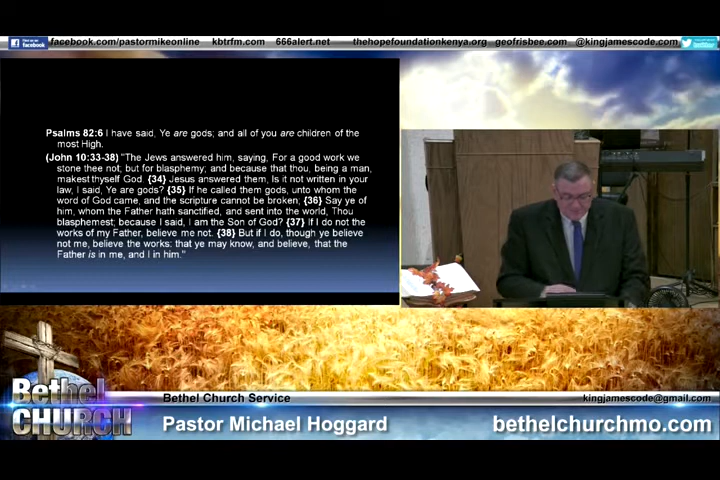 Find us on facebook facebook.com/pastormikeonline kbtrfm.com 666alert.net thehopefoundationkenya.org geofrisbee.com @kingjamescode.com
Psalms 82:6 I have said, Ye are gods; and all of you are children of the
most High.
(John 10:33-38) "The Jews answered him, saying, For a good work we
stone thee not; but for blasphemy; and because that thou, being a man,
makest thyself God. {34} Jesus answered them, Is it not written in your
law, I said, Ye are gods? {35} If he called them gods, unto whom the
word of God came, and the scripture cannot be broken; {36} Say ye of
him, whom the Father hath sanctified, and sent into the world, Thou
blasphemest; because I said, I am the Son of God? {37} If I do not the
works of my Father, believe me not. {38} But if I do, though ye believe
not me, believe the works: that ye may know, and believe, that the
Father is in me, and I in him."
Bethel
CHURCH
Bethel Church Service kingjamescode@gmail.com
Pastor Michael Hoggard bethelchurchmo.com